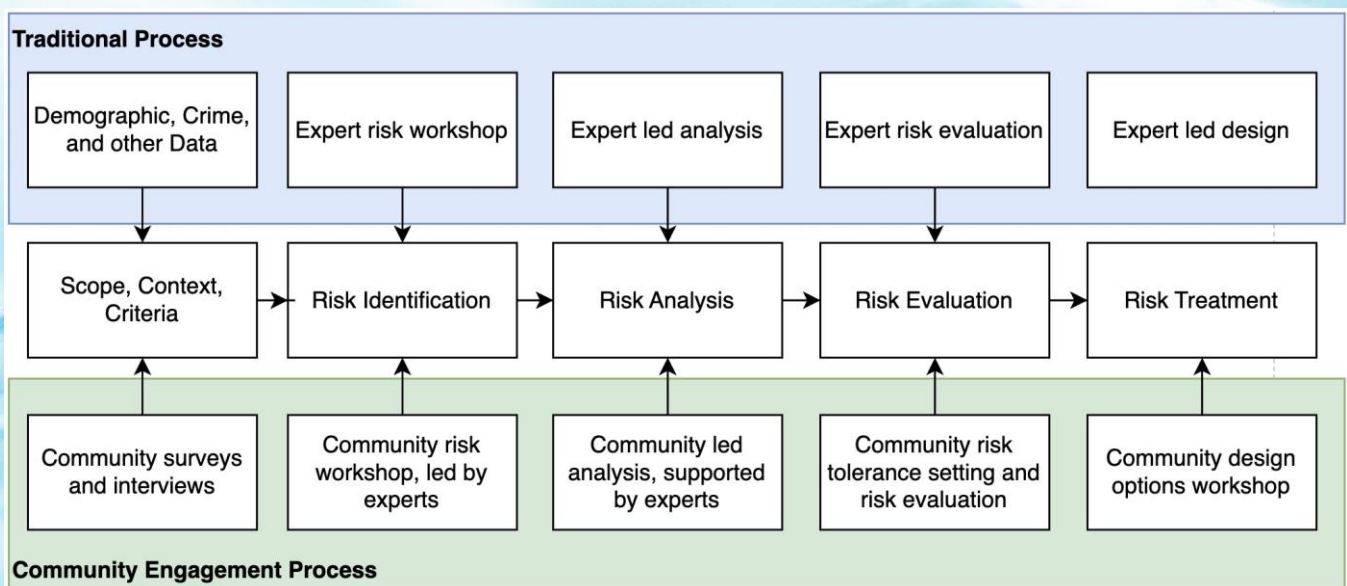 Traditional Process
Demographic, Crime,
and other Data
Expert risk workshop
Expert led analysis
Expert risk evaluation
Expert led design
Scope, Context,
Criteria
Risk Identification
Risk Analysis
Risk Evaluation
Risk Treatment
Community surveys
and interviews
Community risk
workshop, led by
experts
Community led
analysis, supported
by experts
Community risk
tolerance setting and
risk evaluation
Community design
options workshop
Community Engagement Process